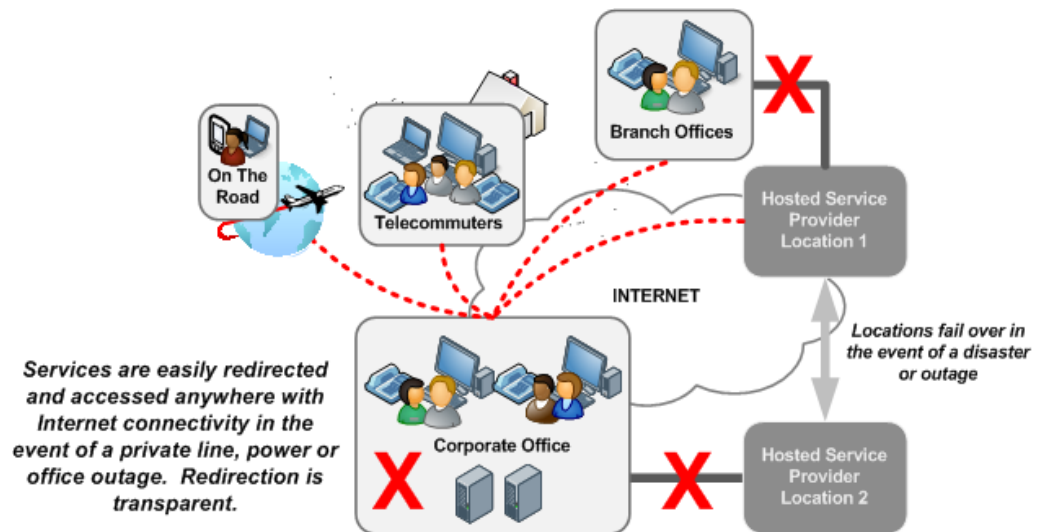 Branch Offices
On The
Road
Telecommuters
Hosted Service
Provider
Location 1
INTERNET
Locations fail over in
the event of a disaster
or outage
Services are easily redirected
and accessed anywhere with
Internet connectivity in the
event of a private line, power or
office outage.  Redirection is
transparent.
Corporate Office
X
X
X
Hosted Service
Provider
Location 2